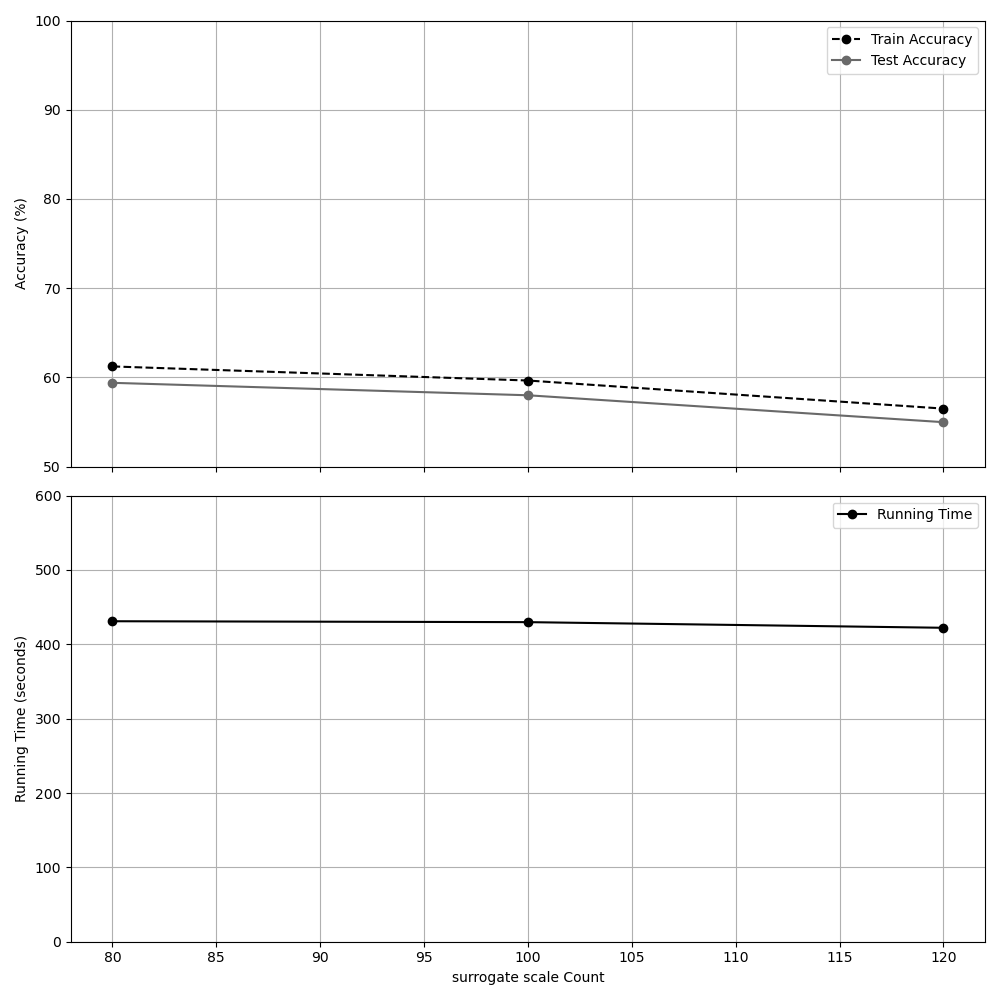 100
90
80
70
60
50
Accuracy (%)
Train Accuracy
Test Accuracy
600
500
400
300
200
100
0
Running Time (seconds)
Running Time
80 85 90 95 100 105 110 115 120
surrogate scale Count